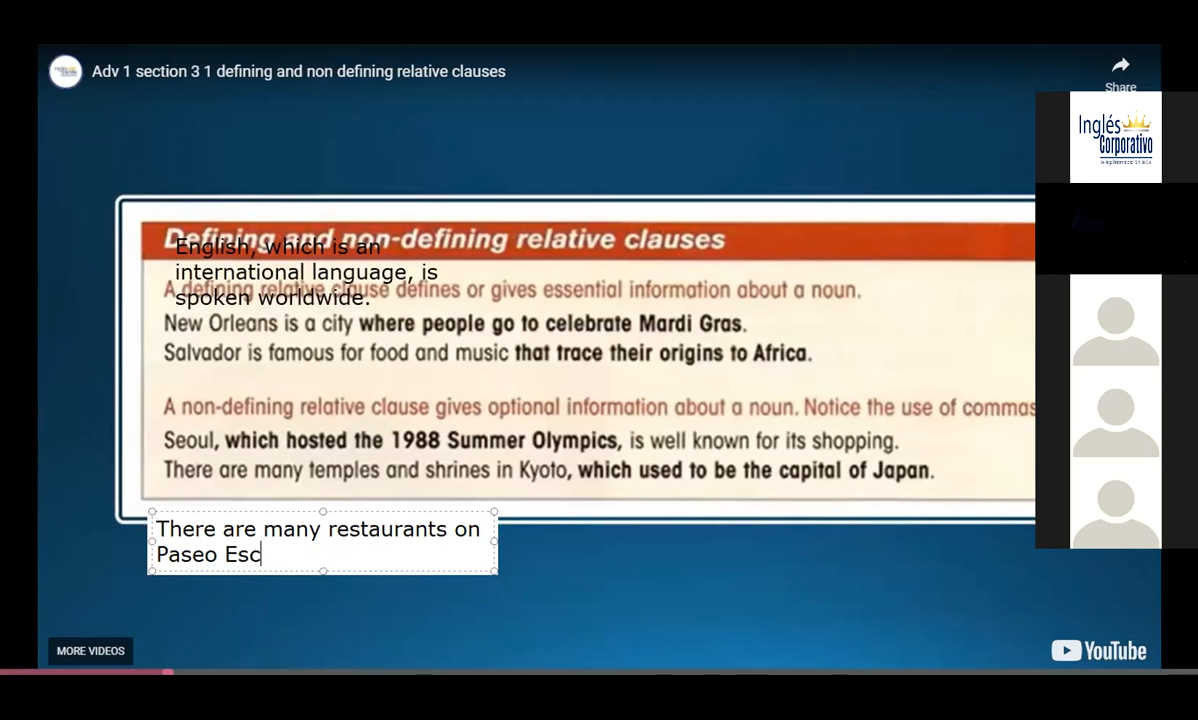 Adv 1 section 3 1 defining and non defining relative clauses
Share
Inglés
Corporativo
Defining and non-defining relative clauses
English, which is an
international language, is
spoken worldwide.
A defining relative clause defines or gives essential information about a noun.
New Orleans is a city where people go to celebrate Mardi Gras.
Salvador is famous for food and music that trace their origins to Africa.
A non-defining relative clause gives optional information about a noun. Notice the use of commas
Seoul, which hosted the 1988 Summer Olympics, is well known for its shopping.
There are many temples and shrines in Kyoto, which used to be the capital of Japan.
There are many restaurants on
Paseo Esc
MORE VIDEOS
YouTube